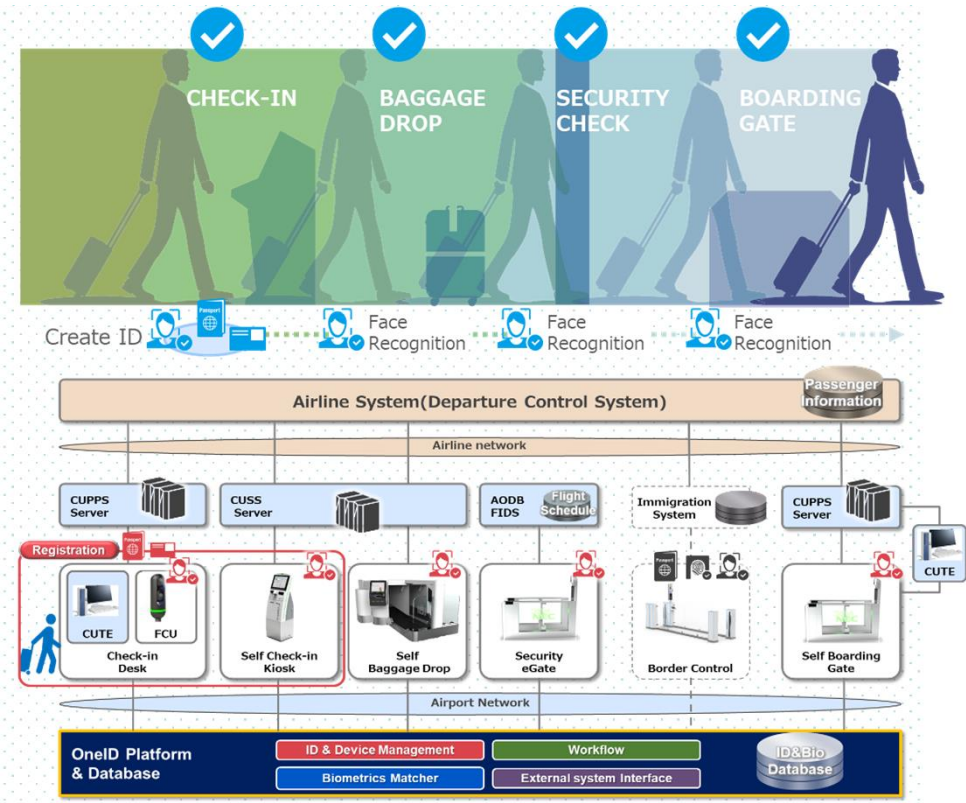 CHECK-IN
BAGGAGE
DROP
SECURITY
CHECK
BOARDING
GATE
Create ID
Passport
Face
Recognition
Face
Recognition
Face
Recognition
Airline System(Departure Control System)
Passenger
Information
Airline network
CUPPS
Server
CUSS
Server
AODB
FIDS
Flight
Schedule
Immigration
System
CUPPS
Server
CUTE
Registration
Passport
CUTE
FCU
Check-in
Desk
Self Check-in
Kiosk
Self
Baggage Drop
Security
eGate
Passport
Border Control
Self Boarding
Gate
Airport Network
OneID Platform
& Database
ID & Device Management
Workflow
Biometrics Matcher
External system Interface
ID&Bio
Database